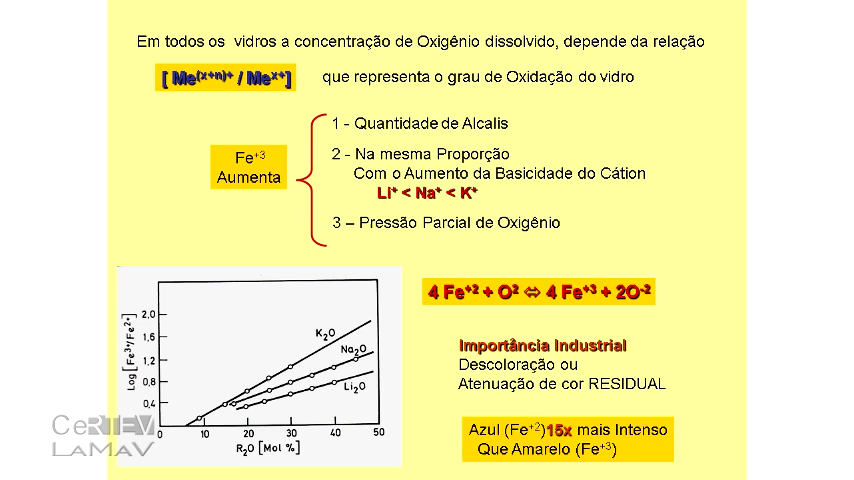 Em todos os vidros a concentração de Oxigênio dissolvido, depende da relação
[ Me(x+n)+ / Mex+] que representa o grau de Oxidação do vidro
Fe+3
Aumenta
1 - Quantidade de Alcalis
2 - Na mesma Proporção
Com o Aumento da Basicidade do Cátion
Li+ < Na+ < K+
3 – Pressão Parcial de Oxigênio
4 Fe+2 + O2 ⇔ 4 Fe+3 + 2O-2
Importância Industrial
Descoloração ou
Atenuação de cor RESIDUAL
Azul (Fe+2)15x mais Intenso
Que Amarelo (Fe+3)
Log [Fe3+/Fe2+]
2,0
1,6
1,2
0,8
0,4
K2O
Na2O
Li2O
0 10 20 30 40 50
R2O [Mol %]
CeRTEV
LaMaV